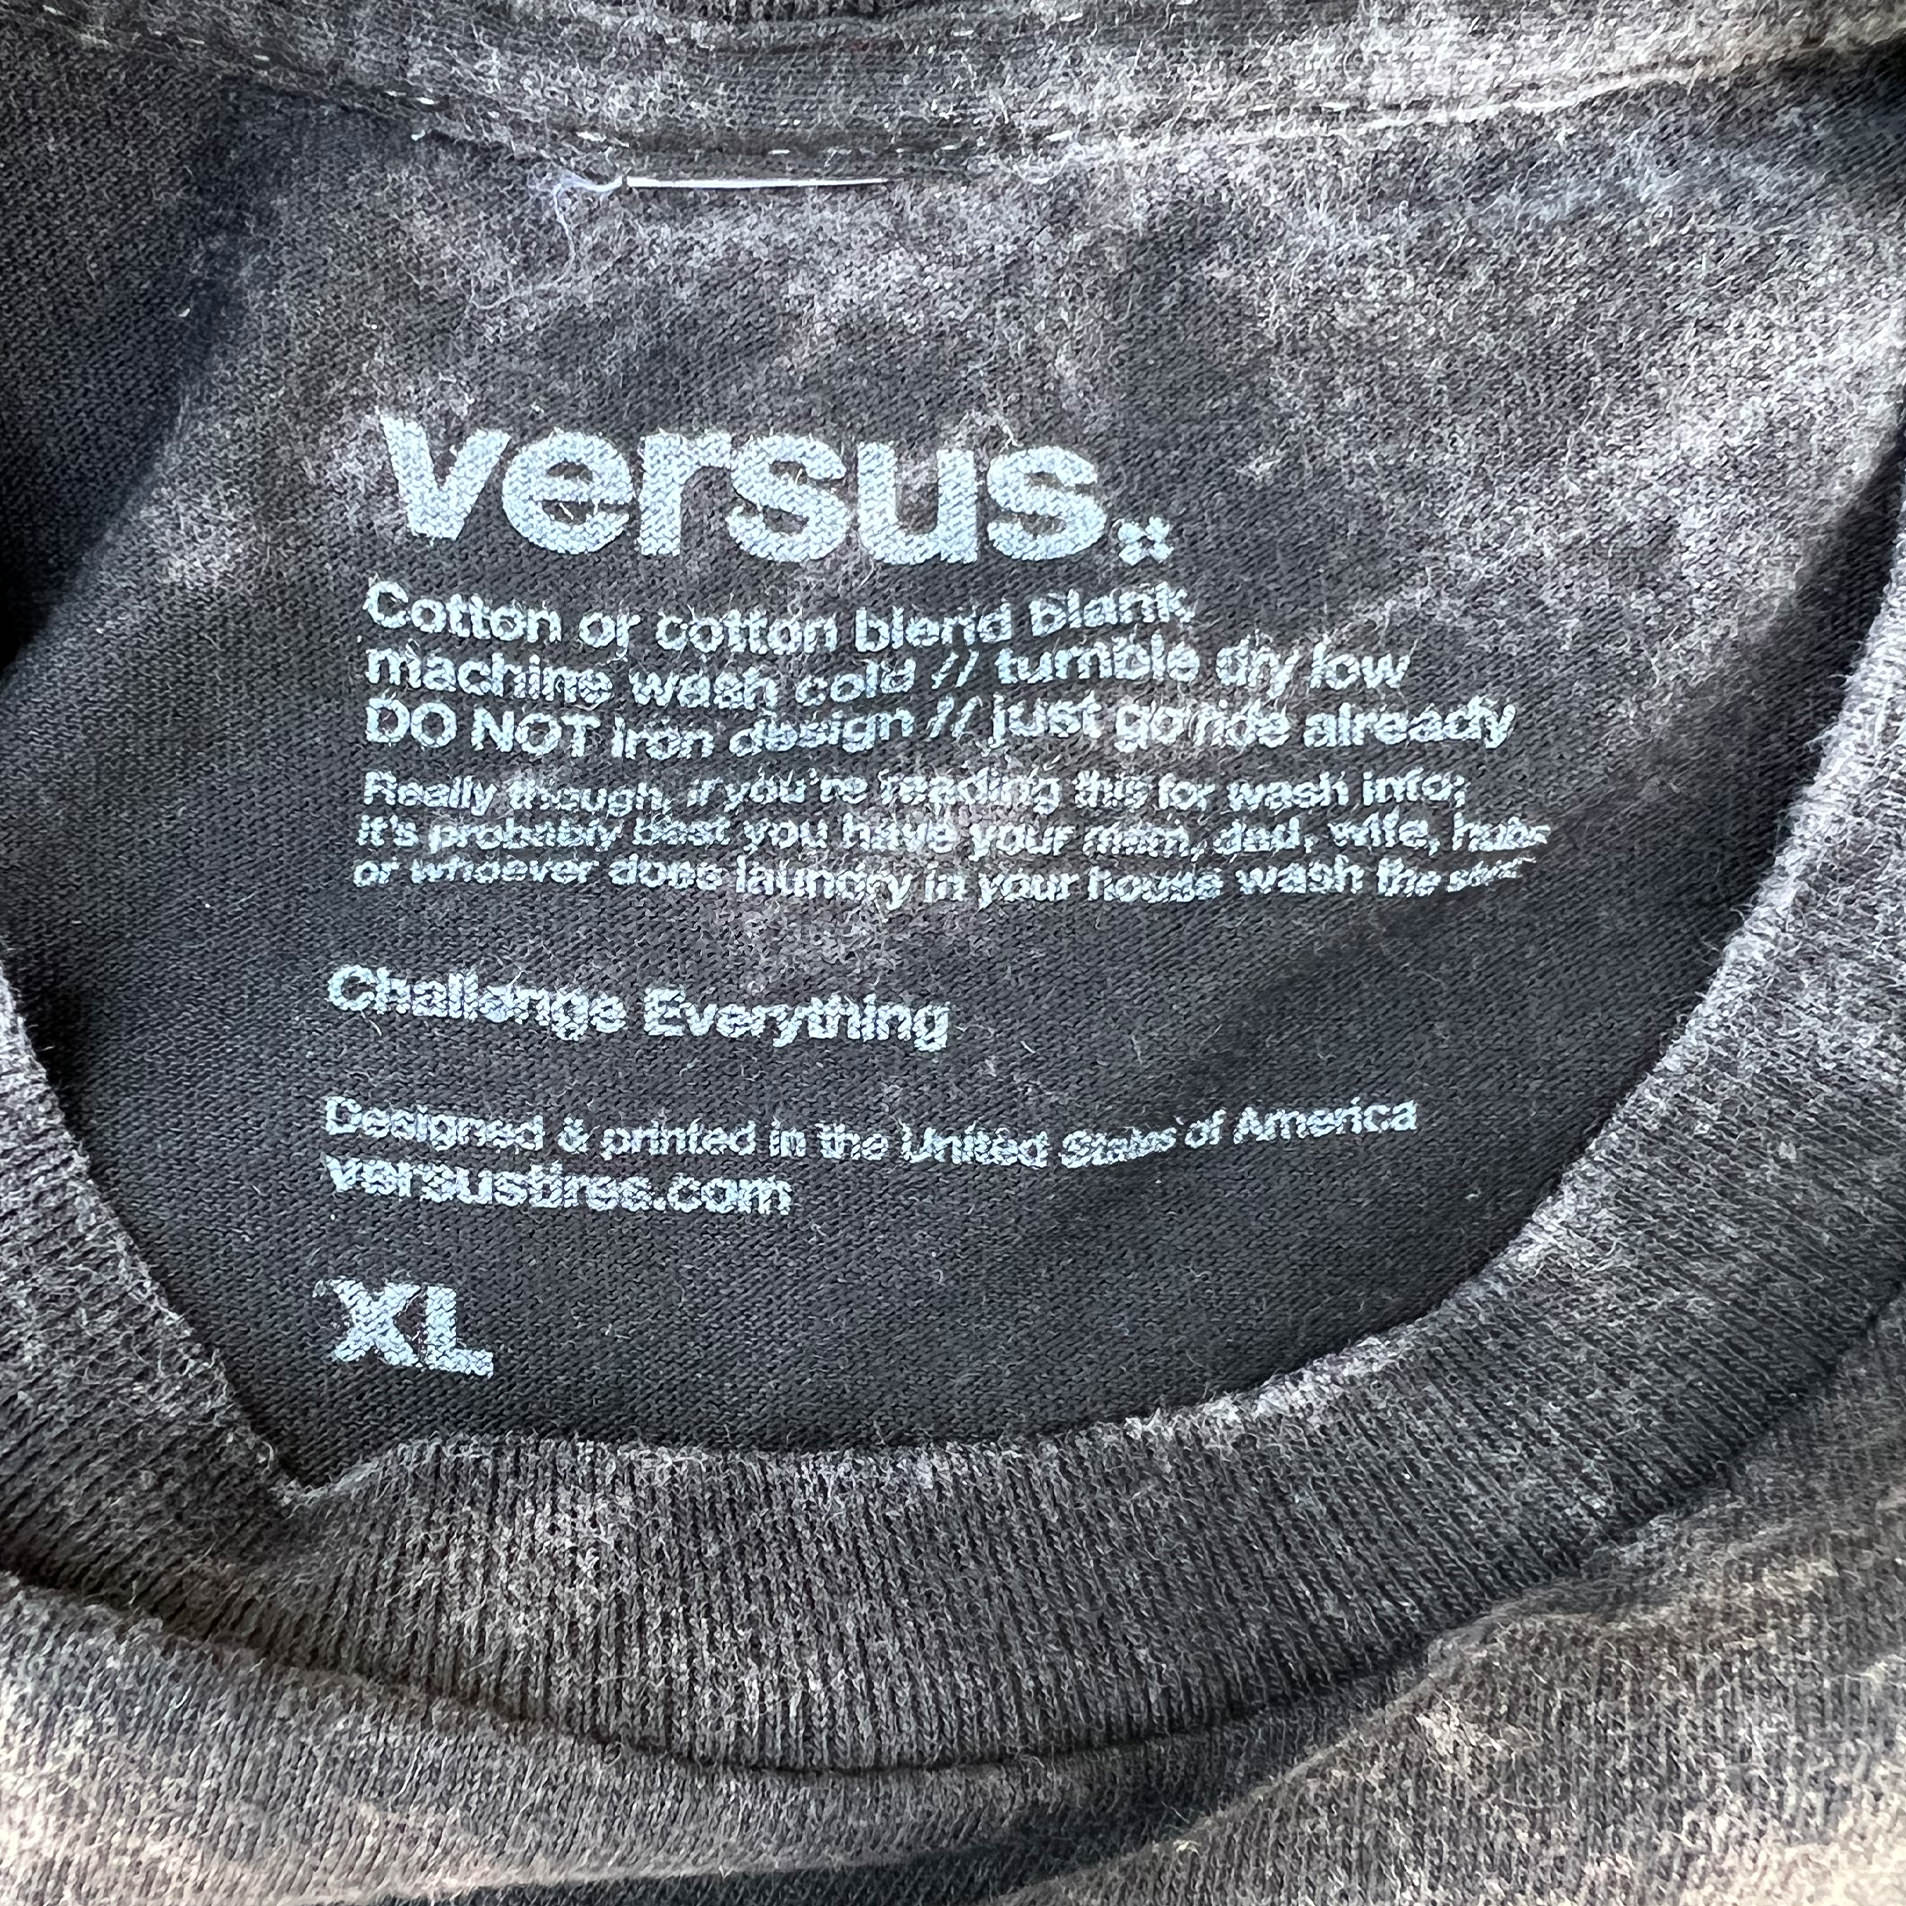 versus.
Cotton or cotton blend blank
machine wash cold // tumble dry low
DO NOT iron design // just go ride already
Really though, if you're reading this for wash info;
it's probably best you have your mom, dad, wife, hubs
or whoever does laundry in your house wash the
Challenge Everything
Designed & printed in the United States of America
versustires.com
XL